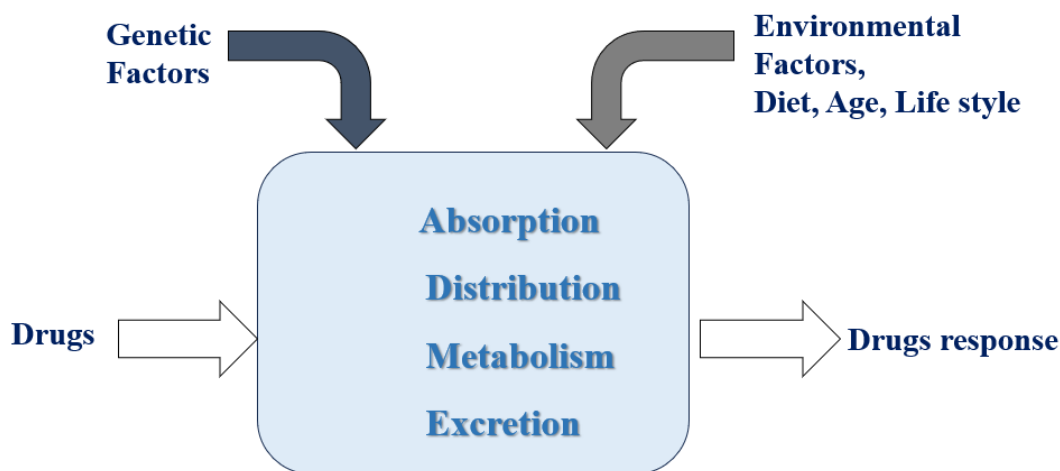 Genetic
Factors
Environmental
Factors,
Diet, Age, Life style
Absorption
Distribution
Drugs
Metabolism
Drugs response
Excretion